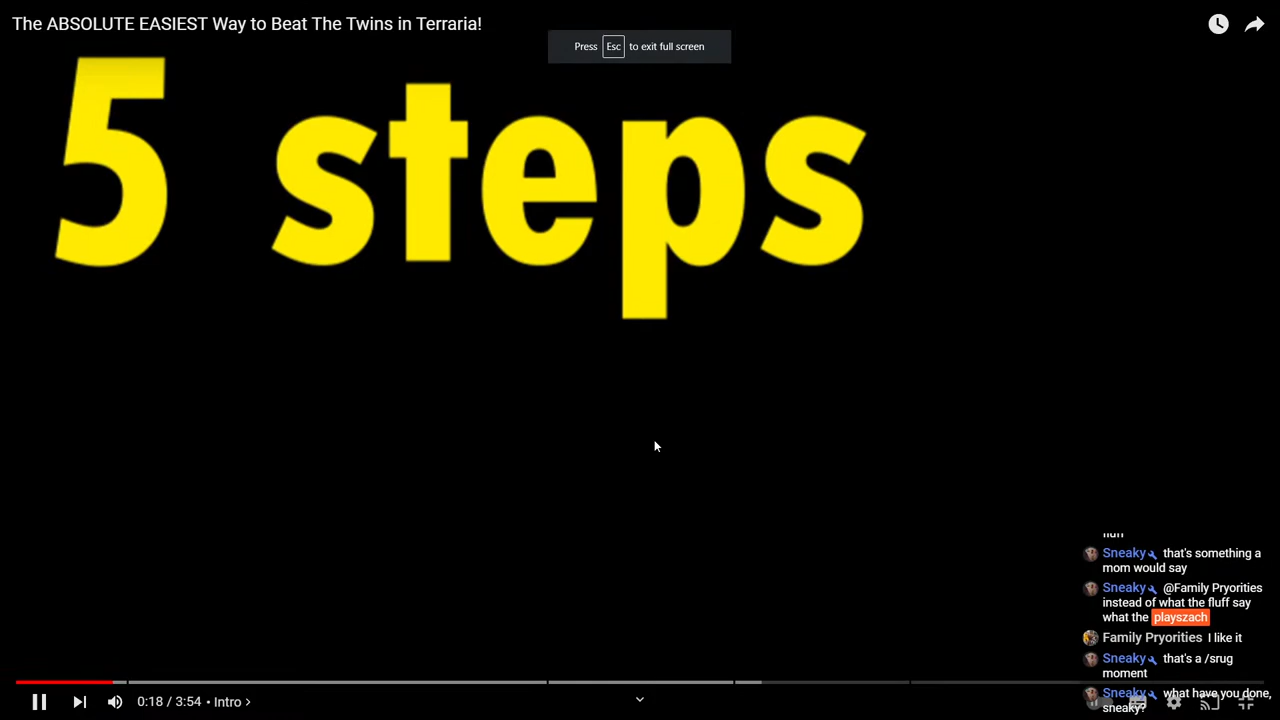 The ABSOLUTE EASIEST Way to Beat The Twins in Terraria!
Press Esc to exit full screen
5 steps
fluff
Sneaky that's something a
mom would say
Sneaky @Family Pryorities
instead of what the fluff say
what the playszach
Family Pryorities I like it
Sneaky that's a /srug
moment
Sneaky what have you done,
sneaky?
0:18 / 3:54 • Intro >